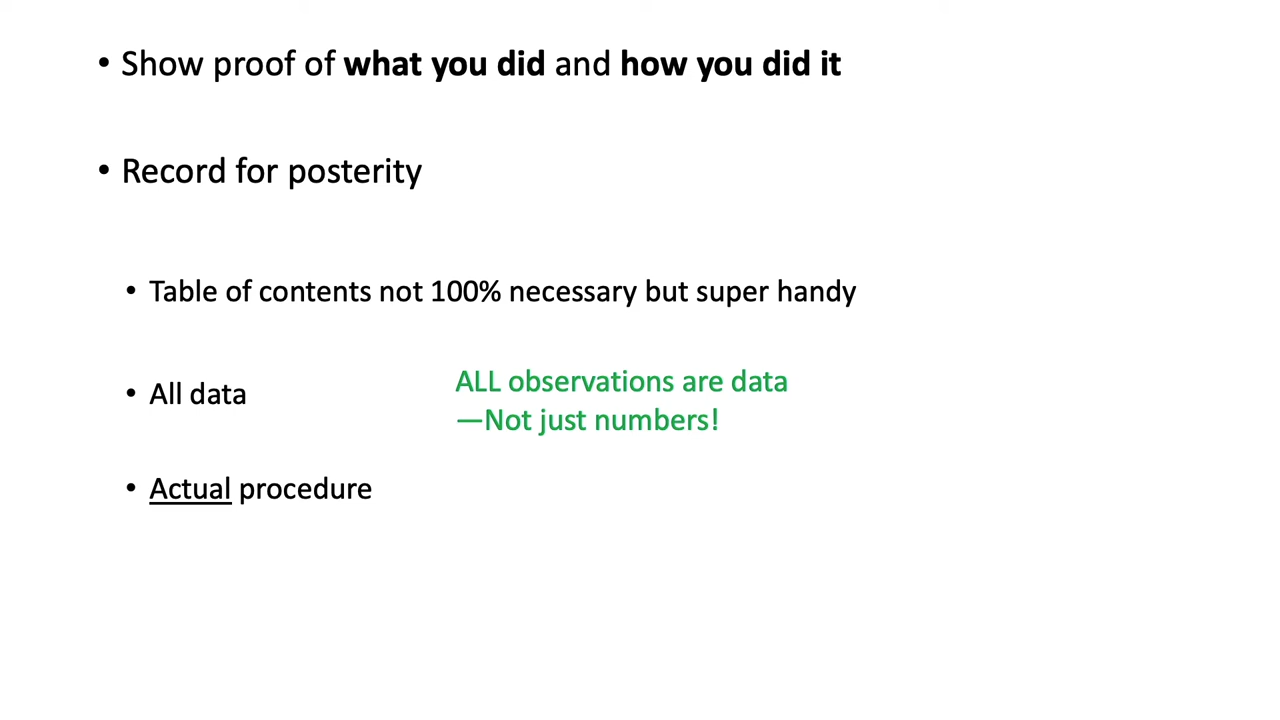 • Show proof of what you did and how you did it
• Record for posterity
• Table of contents not 100% necessary but super handy
• All data
ALL observations are data
—Not just numbers!
• Actual procedure